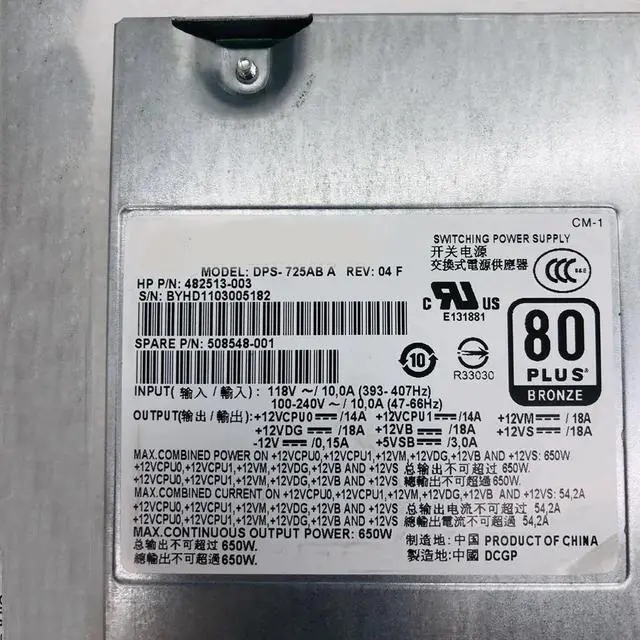 CM-1
SWITCHING POWER SUPPLY
开关电源
交換式電源供應器
MODEL: DPS-725AB A REV: 04 F
HP P/N: 482513-003
S/N: BYHD1103005182
SPARE P/N: 508548-001
CCC S&E
C UR US
E131881
10
R33030
80
PLUS
BRONZE
INPUT(输入/輸入): 118V ~/10,0A (393-407Hz)
100-240V ~/10,0A (47-66Hz)
OUTPUT(输出/輸出): +12VCPU0 /14A +12VCPU1 /14A +12VM /18A
+12VDG /18A +12VB /18A +12VS /18A
-12V /0,15A +5VSB /3,0A
MAX.COMBINED POWER ON +12VCPU0,+12VCPU1,+12VM,+12VDG,+12VB AND +12VS: 650W
+12VCPU0,+12VCPU1,+12VM,+12VDG,+12VB AND +12VS 总输出不可超过 650W.
+12VCPU0,+12VCPU1,+12VM,+12VDG,+12VB AND +12VS 總輸出不可超過 650W.
MAX.COMBINED CURRENT ON +12VCPU0,+12VCPU1,+12VM,+12VDG,+12VB AND +12VS: 54,2A
+12VCPU0,+12VCPU1,+12VM,+12VDG,+12VB AND +12VS 总输出电流不可超过 54,2A
+12VCPU0,+12VCPU1,+12VM,+12VDG,+12VB AND +12VS 總輸出電流不可超過 54,2A
MAX.CONTINUOUS OUTPUT POWER: 650W
总输出不可超过 650W.
總輸出不可超過 650W.
制造地: 中国 PRODUCT OF CHINA
製造地: 中國 DCGP